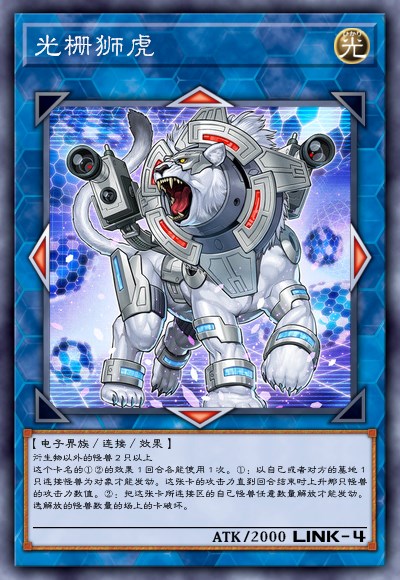 光栅狮虎
ひかり
光
【电子界族／连接／效果】
衍生物以外的怪兽２只以上
这个卡名的①②的效果１回合各能使用１次。①：以自己或者对方的墓地１
只连接怪兽为对象才能发动。这张卡的攻击力直到回合结束时上升那只怪兽
的攻击力数值。②：把这张卡所连接区的自己怪兽任意数量解放才能发动。
选解放的怪兽数量的场上的卡破坏。
ATK/2000 LINK-4